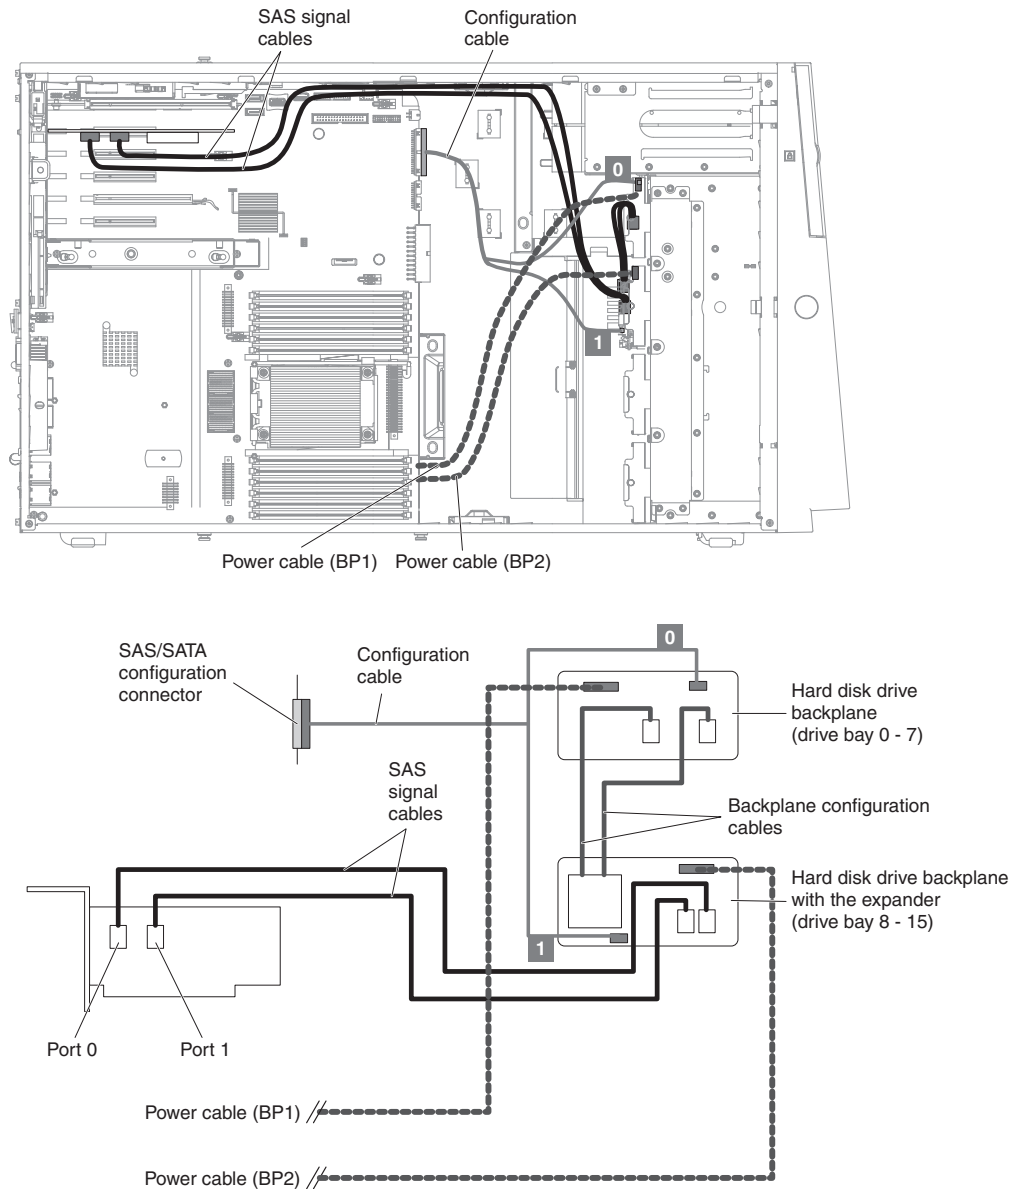 SAS signal
cables
Configuration
cable
0
1
Power cable (BP1)
Power cable (BP2)
0
SAS/SATA
configuration
connector
Configuration
cable
Hard disk drive
backplane
(drive bay 0 - 7)
SAS
signal
cables
Backplane configuration
cables
Hard disk drive backplane
with the expander
(drive bay 8 - 15)
1
Port 0
Port 1
Power cable (BP1)
Power cable (BP2)